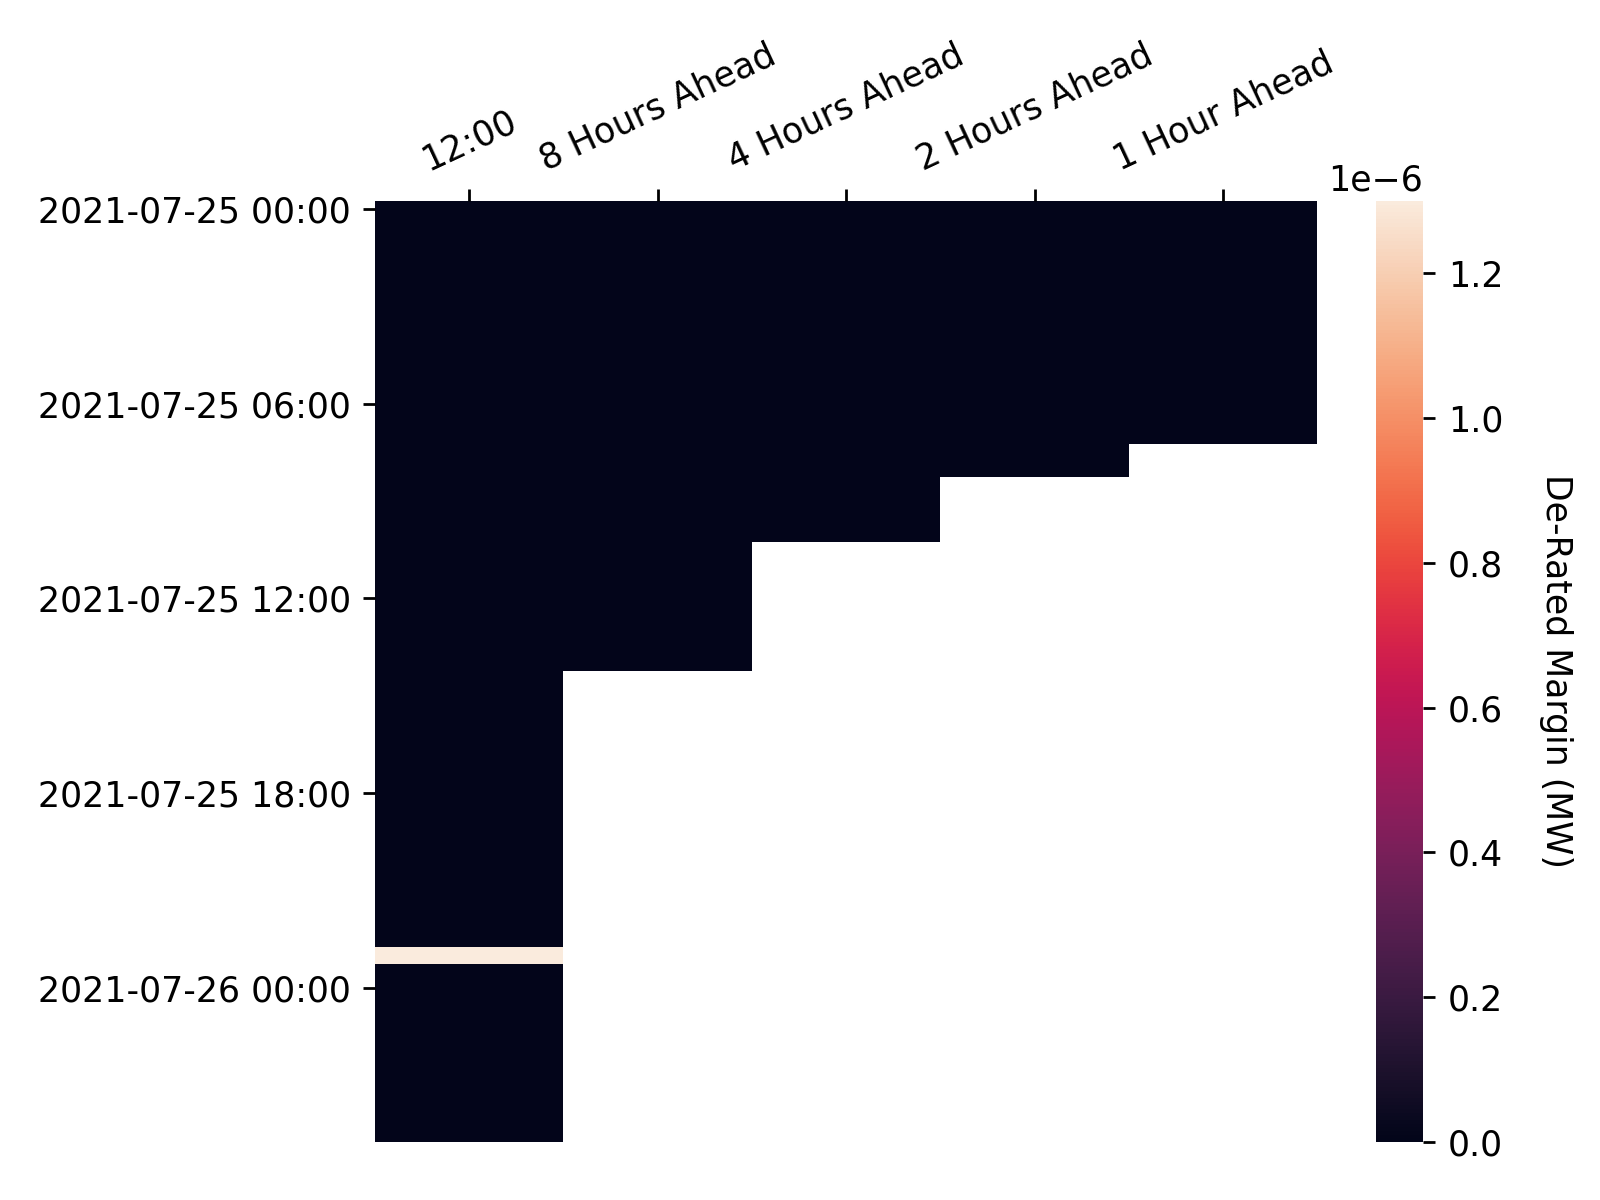 12:00
8 Hours Ahead
4 Hours Ahead
2 Hours Ahead
1 Hour Ahead
2021-07-25 00:00
2021-07-25 06:00
2021-07-25 12:00
2021-07-25 18:00
2021-07-26 00:00
1e−6
1.2
1.0
0.8
0.6
0.4
0.2
0.0
De-Rated Margin (MW)